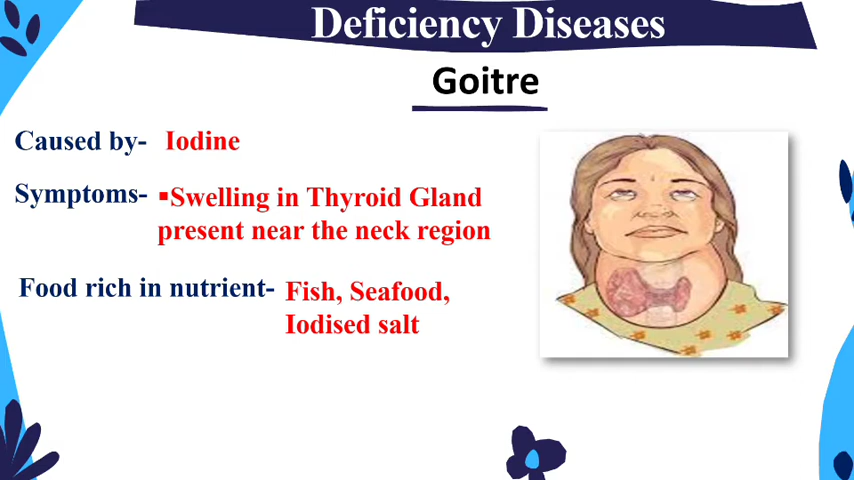 Deficiency Diseases
Goitre
Caused by- Iodine
Symptoms- ▪Swelling in Thyroid Gland
present near the neck region
Food rich in nutrient- Fish, Seafood,
Iodised salt